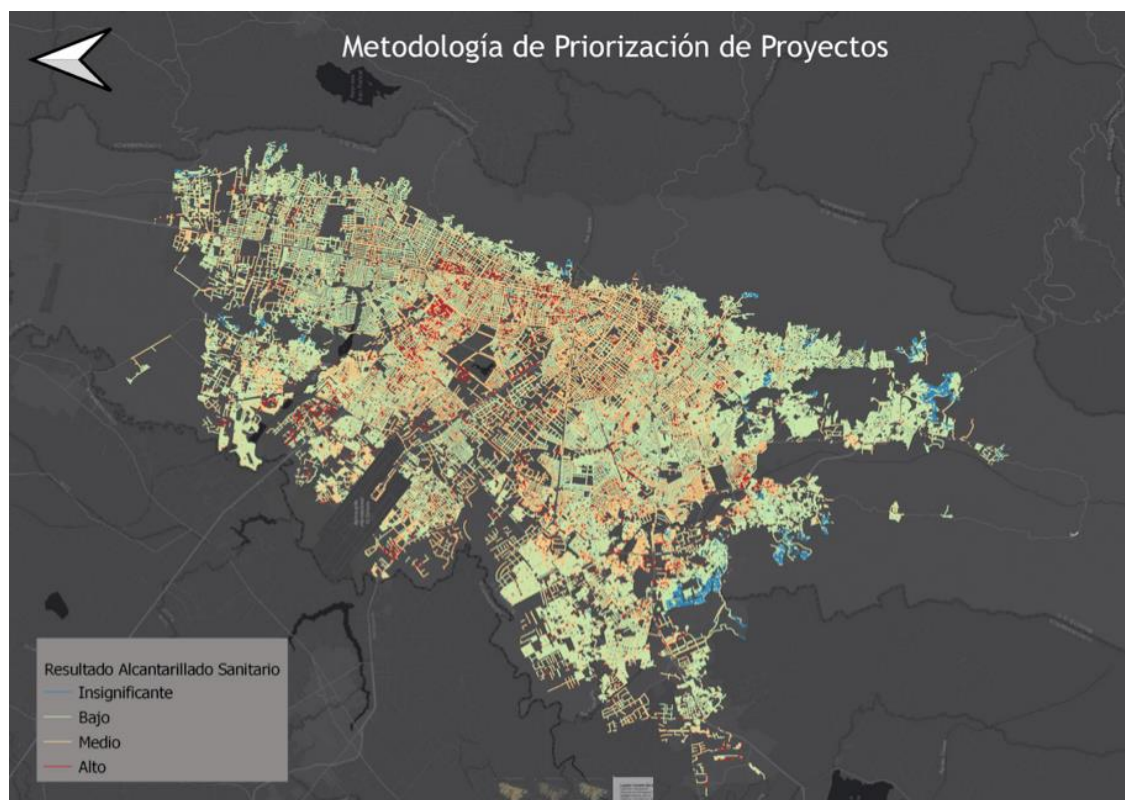 Metodología de Priorización de Proyectos
Resultado Alcantarillado Sanitario
Insignificante
Bajo
Medio
Alto